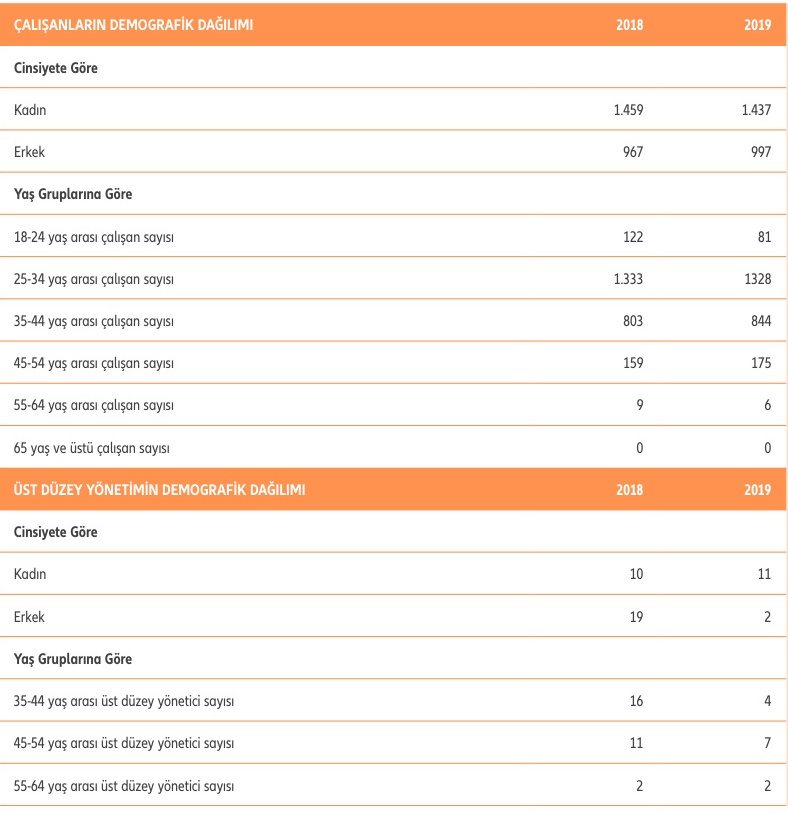 ÇALIŞANLARIN DEMOGRAFİK DAĞILIMI 2018 2019
Cinsiyete Göre
Kadın 1.459 1.437
Erkek 967 997
Yaş Gruplarına Göre
18-24 yaş arası çalışan sayısı 122 81
25-34 yaş arası çalışan sayısı 1.333 1328
35-44 yaş arası çalışan sayısı 803 844
45-54 yaş arası çalışan sayısı 159 175
55-64 yaş arası çalışan sayısı 9 6
65 yaş ve üstü çalışan sayısı 0 0
ÜST DÜZEY YÖNETİMİN DEMOGRAFİK DAĞILIMI 2018 2019
Cinsiyete Göre
Kadın 10 11
Erkek 19 2
Yaş Gruplarına Göre
35-44 yaş arası üst düzey yönetici sayısı 16 4
45-54 yaş arası üst düzey yönetici sayısı 11 7
55-64 yaş arası üst düzey yönetici sayısı 2 2